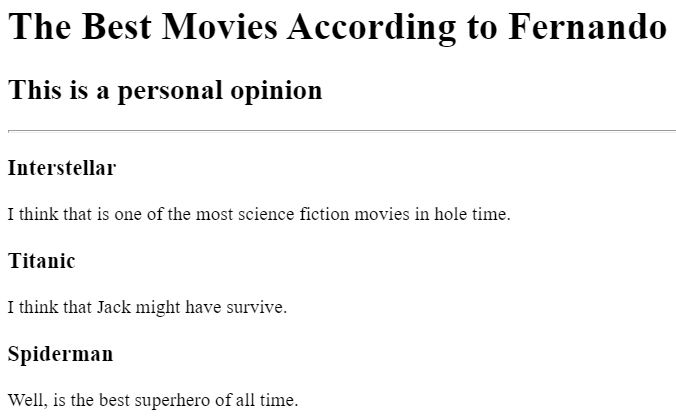 The Best Movies According to Fernando
This is a personal opinion
Interstellar
I think that is one of the most science fiction movies in hole time.
Titanic
I think that Jack might have survive.
Spiderman
Well, is the best superhero of all time.